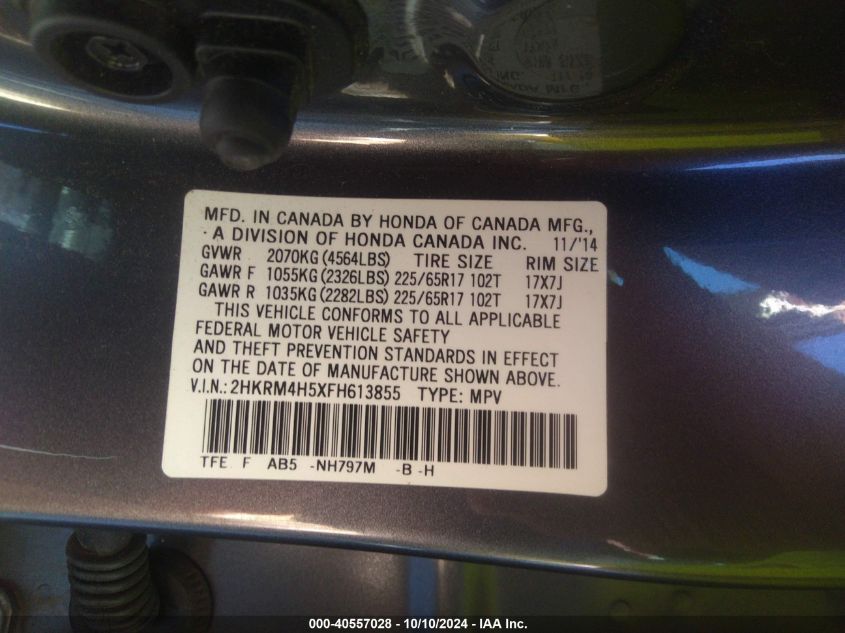 MFD. IN CANADA BY HONDA OF CANADA MFG.,
A DIVISION OF HONDA CANADA INC. 11/'14
GVWR 2070KG (4564LBS) TIRE SIZE RIM SIZE
GAWR F 1055KG (2326LBS) 225/65R17 102T 17X7J
GAWR R 1035KG (2282LBS) 225/65R17 102T 17X7J
THIS VEHICLE CONFORMS TO ALL APPLICABLE
FEDERAL MOTOR VEHICLE SAFETY
AND THEFT PREVENTION STANDARDS IN EFFECT
ON THE DATE OF MANUFACTURE SHOWN ABOVE.
V.I.N.: 2HKRM4H5XFH613855 TYPE: MPV
TFE F AB5 -NH797M -B -H
000-40557028 - 10/10/2024 - IAA Inc.